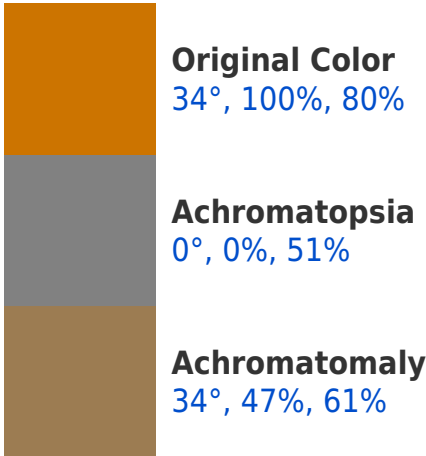 Original Color
34°, 100%, 80%
Achromatopsia
0°, 0%, 51%
Achromatomaly
34°, 47%, 61%